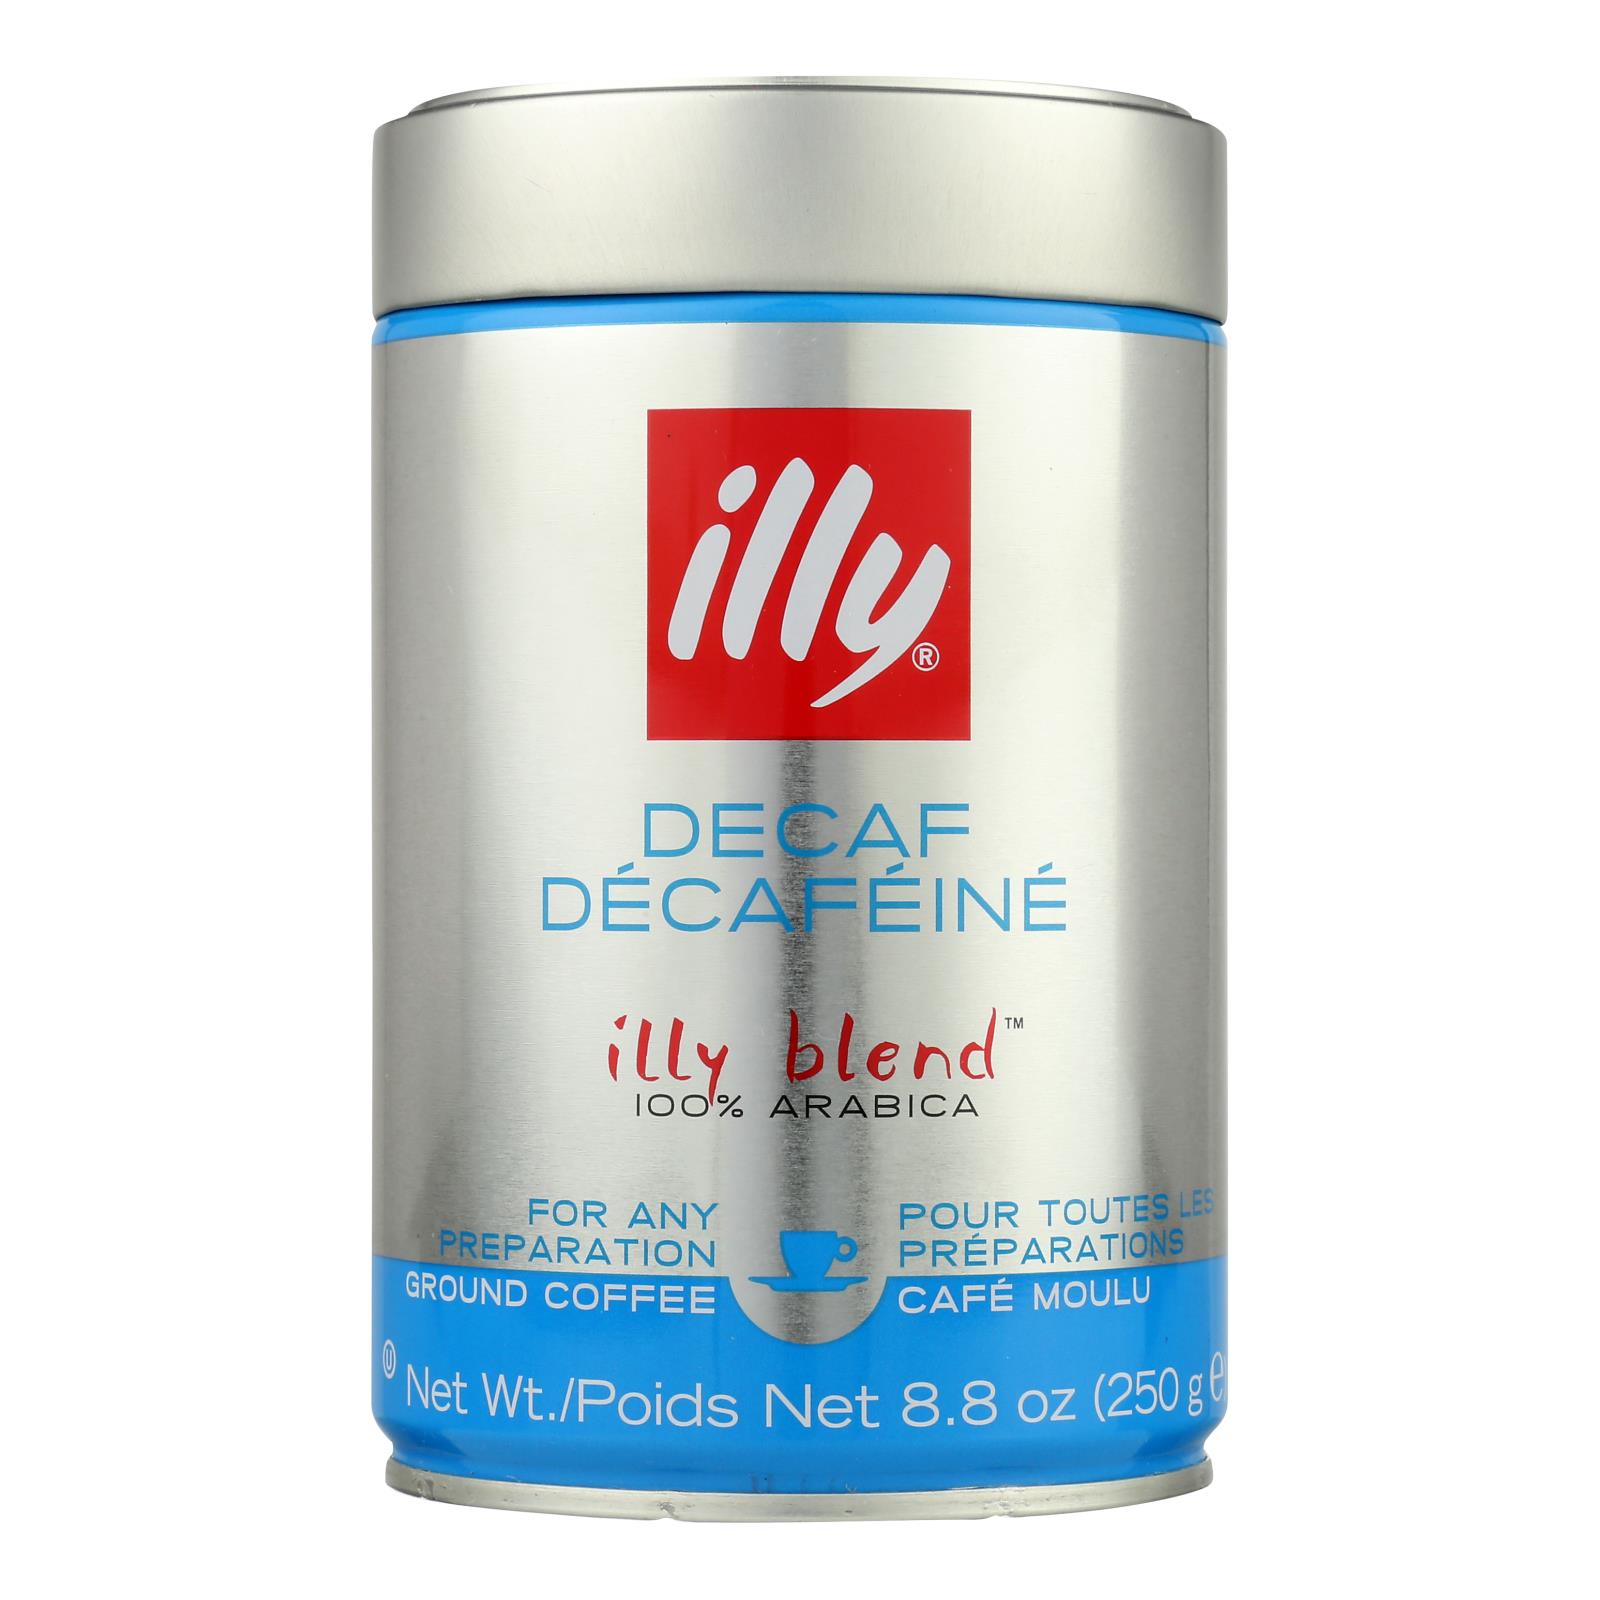 illy®
DECAF
DÉCAFÉINÉ
illy blend™
100% ARABICA
FOR ANY
PREPARATION
GROUND COFFEE
POUR TOUTES LES
PRÉPARATIONS
CAFÉ MOULU
U
Net Wt./Poids Net 8.8 oz (250 g e)